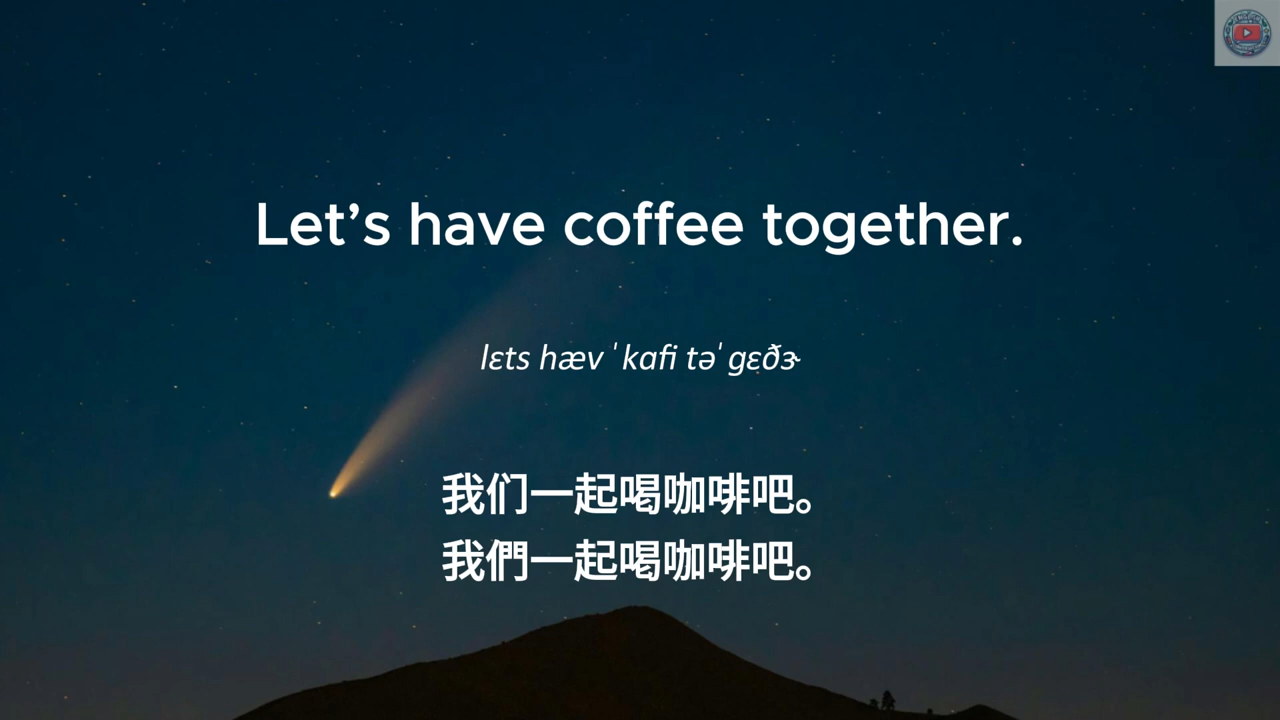 Let’s have coffee together.
lɛts hæv ˈkɑfi təˈgɛðɝ
我们一起喝咖啡吧。
我們一起喝咖啡吧。